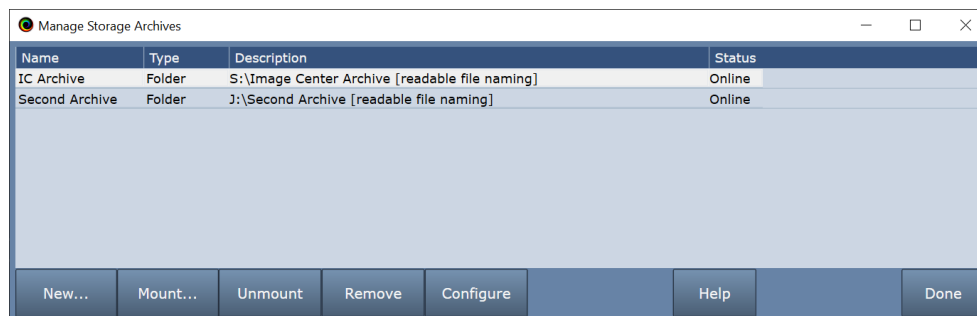 Manage Storage Archives
Name Type Description Status
IC Archive Folder S:\Image Center Archive [readable file naming] Online
Second Archive Folder J:\Second Archive [readable file naming] Online
New... Mount... Unmount Remove Configure Help Done